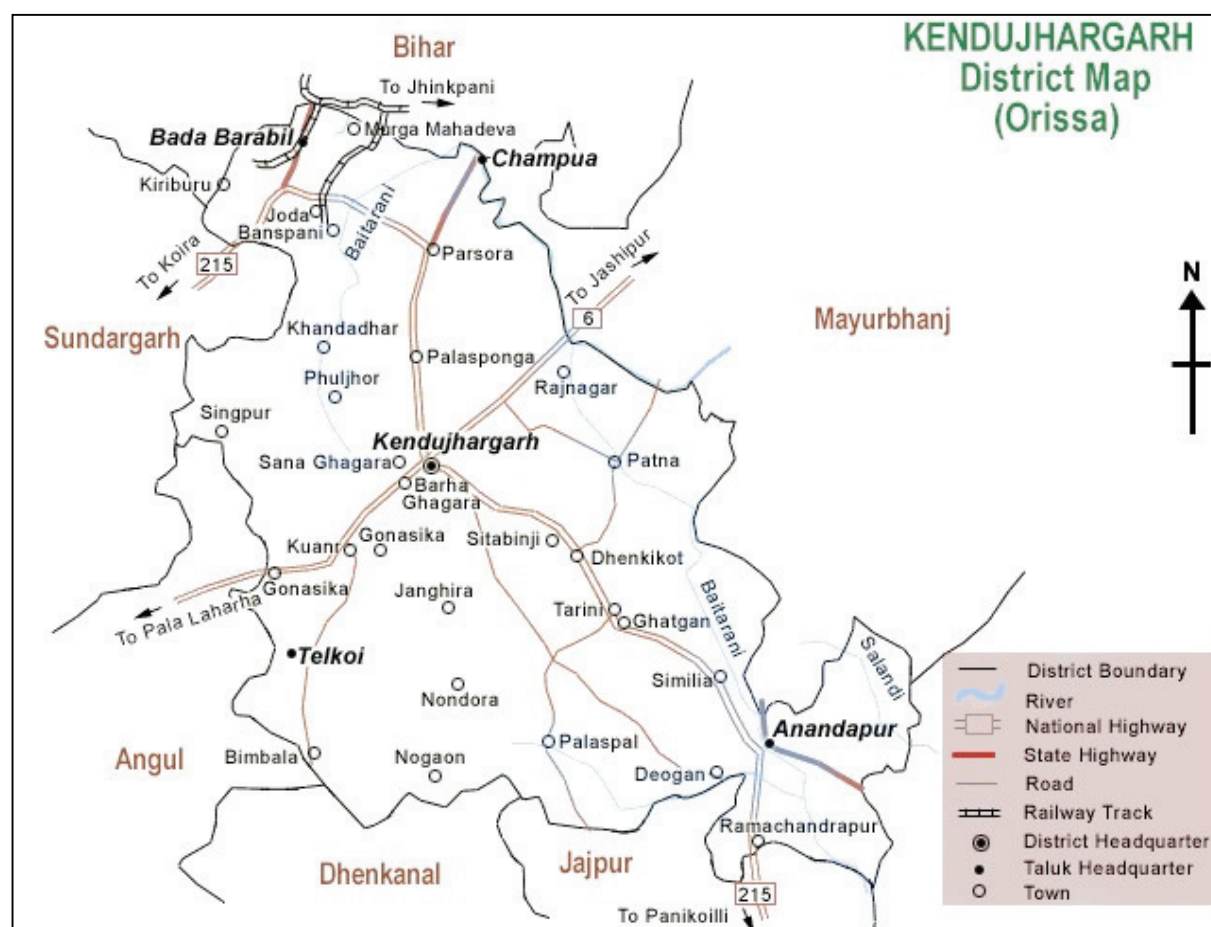 KENDUJHARGARH
District Map
(Orissa)
Bihar
To Jhinkpani
Murga Mahadeva
Bada Barabil
Champua
Kiriburu
Joda
Banspani
Baitarani
Parsora
To Koira
215
To Jashipur
6
N
Mayurbhanj
Sundargarh
Khandadhar
Palasponga
Phuljhor
Rajnagar
Singpur
Kendujhargarh
Sana Ghagara
Patna
Barha
Ghagara
Kuanr
Gonasika
Sitabinji
Dhenkikot
Gonasika
Janghira
To Pala Laharha
Tarini
Ghatgan
Baitarani
Salandi
Telkoi
Similia
Nondora
Anandapur
Angul
Bimbala
Nogaon
Palaspal
Deogan
Ramachandrapur
Dhenkanal
Jajpur
215
To Panikoilli
District Boundary
River
National Highway
State Highway
Road
Railway Track
District Headquarter
Taluk Headquarter
Town